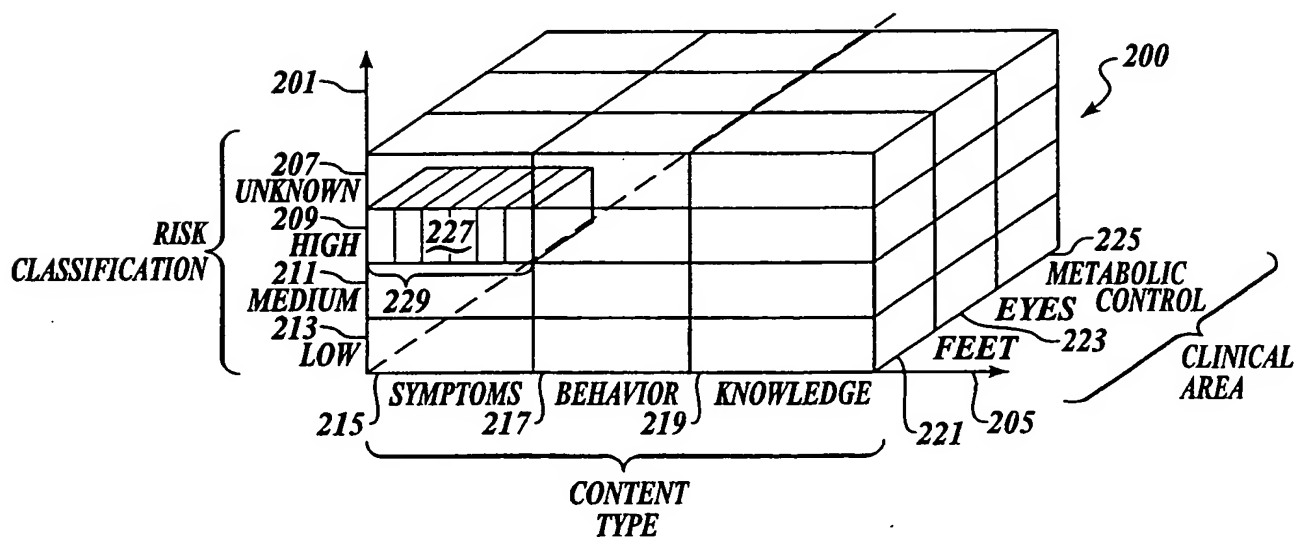 200
201
207
UNKNOWN
209
HIGH
RISK
CLASSIFICATION
227
211
MEDIUM
229
213
LOW
225
METABOLIC
CONTROL
EYES
223
FEET
CLINICAL
AREA
SYMPTOMS
BEHAVIOR
KNOWLEDGE
215
217
219
221
205
CONTENT
TYPE